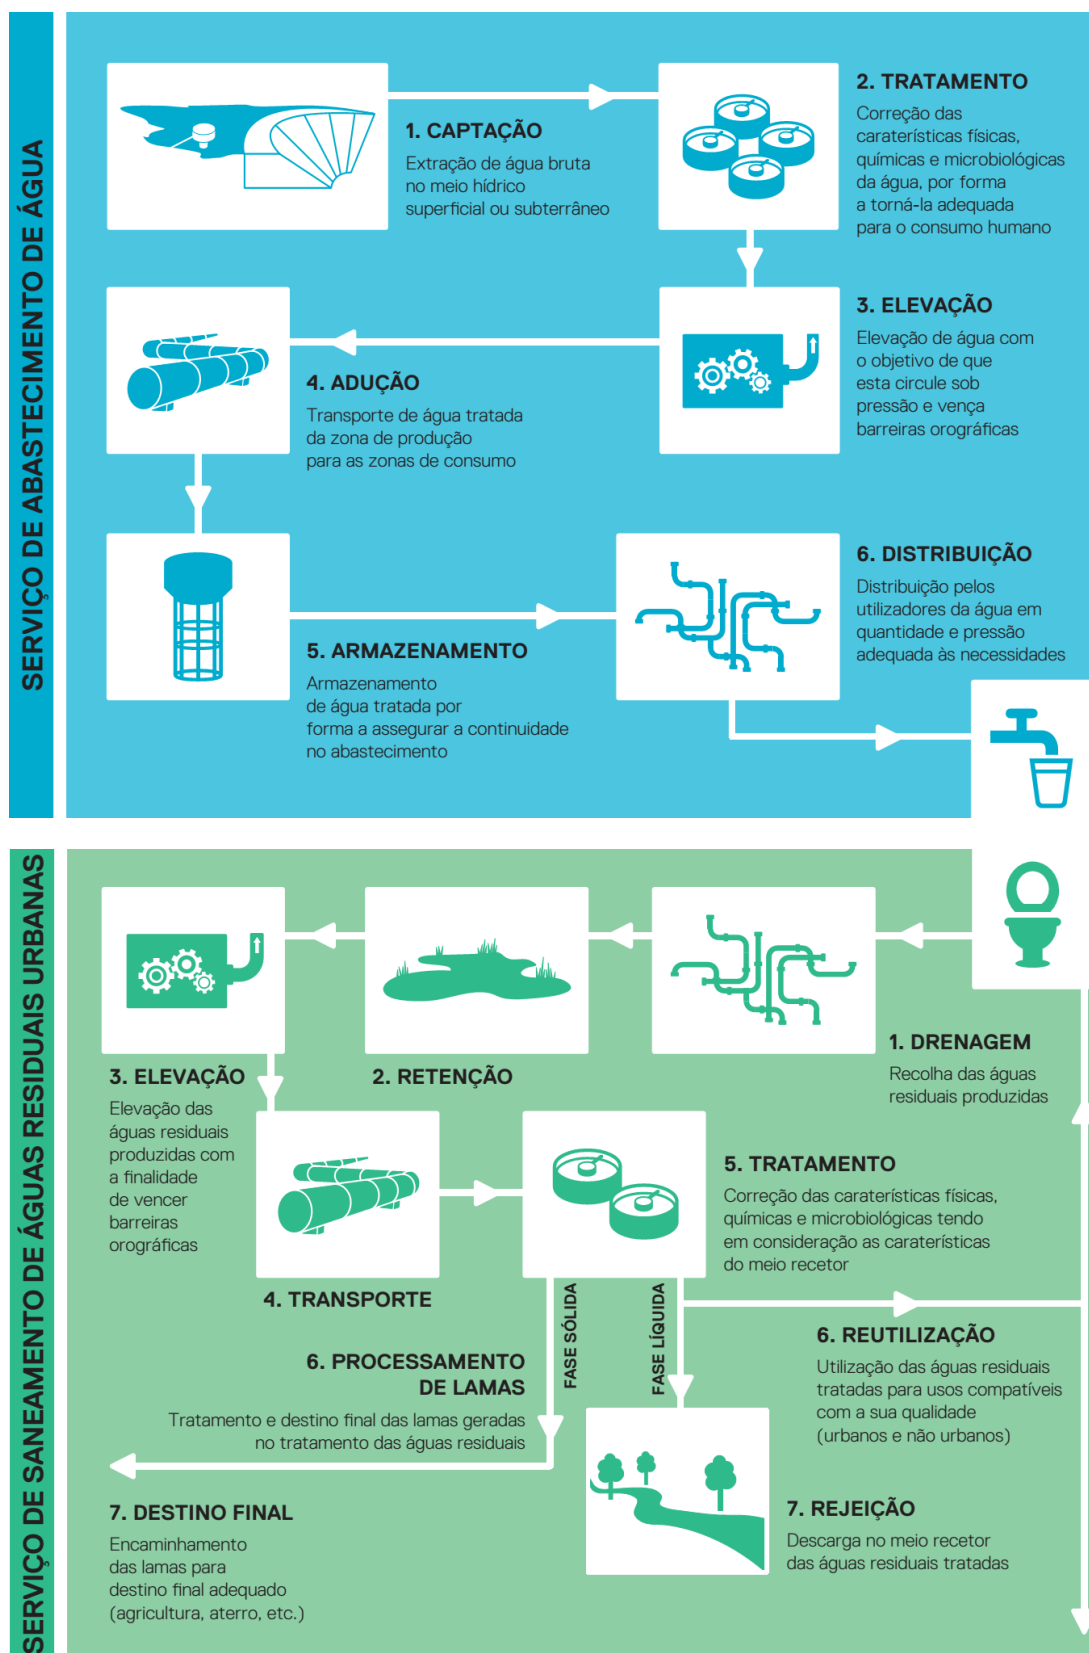 SERVIÇO DE ABASTECIMENTO DE ÁGUA
1. CAPTAÇÃO
Extração de água bruta
no meio hídrico
superficial ou subterrâneo
2. TRATAMENTO
Correção das
caraterísticas físicas,
químicas e microbiológicas
da água, por forma
a torná-la adequada
para o consumo humano
3. ELEVAÇÃO
Elevação de água com
o objetivo de que
esta circule sob
pressão e vença
barreiras orográficas
4. ADUÇÃO
Transporte de água tratada
da zona de produção
para as zonas de consumo
5. ARMAZENAMENTO
Armazenamento
de água tratada por
forma a assegurar a continuidade
no abastecimento
6. DISTRIBUIÇÃO
Distribuição pelos
utilizadores da água em
quantidade e pressão
adequada às necessidades
SERVIÇO DE SANEAMENTO DE ÁGUAS RESIDUAIS URBANAS
1. DRENAGEM
Recolha das águas
residuais produzidas
2. RETENÇÃO
3. ELEVAÇÃO
Elevação das
águas residuais
produzidas com
a finalidade
de vencer
barreiras
orográficas
4. TRANSPORTE
5. TRATAMENTO
Correção das caraterísticas físicas,
químicas e microbiológicas tendo
em consideração as caraterísticas
do meio recetor
FASE SÓLIDA
FASE LÍQUIDA
6. PROCESSAMENTO
DE LAMAS
Tratamento e destino final das lamas geradas
no tratamento das águas residuais
6. REUTILIZAÇÃO
Utilização das águas residuais
tratadas para usos compatíveis
com a sua qualidade
(urbanos e não urbanos)
7. DESTINO FINAL
Encaminhamento
das lamas para
destino final adequado
(agricultura, aterro, etc.)
7. REJEIÇÃO
Descarga no meio recetor
das águas residuais tratadas